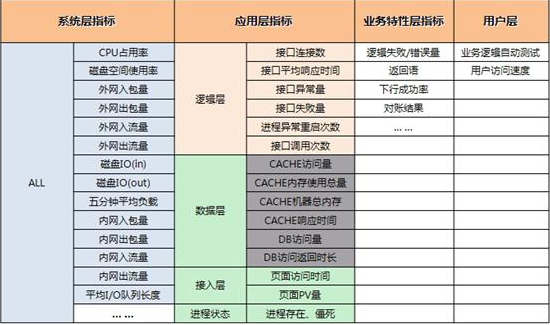 系统层指标 应用层指标 业务特性层指标 用户层
CPU占用率 接口连接数 逻辑失败/错误量 业务逻辑自动测试
磁盘空间使用率 接口平均响应时间 返回语 用户访问速度
外网入包量 接口异常量 下行成功率
外网出包量 逻辑层 接口失败量 对账结果
外网入流量 进程异常重启次数 ... ...
外网出流量 接口调用次数
磁盘IO(in) CACHE访问量
ALL 磁盘IO(out) CACHE内存使用总量
五分钟平均负载 CACHE机器总内存
内网入包量 数据层 CACHE响应时间
内网出包量 DB访问量
内网入流量 DB访问返回时长
内网出流量 接入层 页面访问时间
平均I/O队列长度 页面PV量
... ... 进程状态 进程存在、僵死